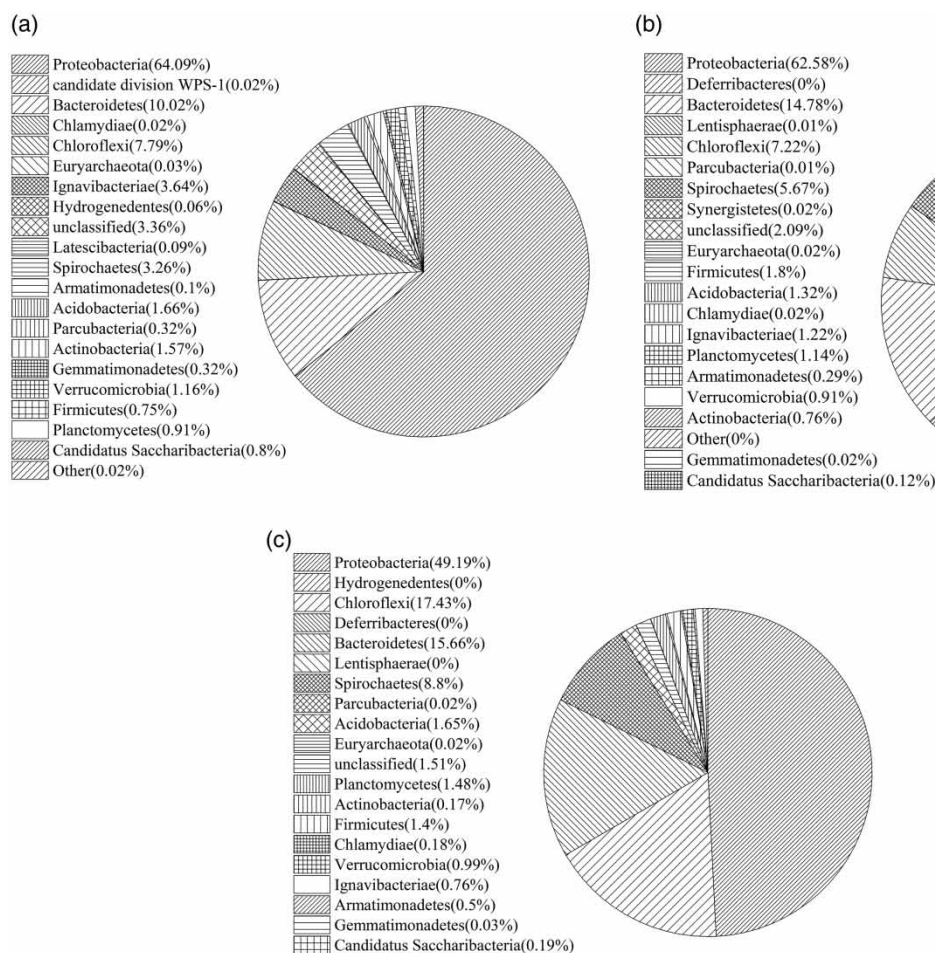 (a)
Proteobacteria(64.09%)
candidate division WPS-1(0.02%)
Bacteroidetes(10.02%)
Chlamydiae(0.02%)
Chloroflexi(7.79%)
Euryarchaeota(0.03%)
Ignavibacteriae(3.64%)
Hydrogenedentes(0.06%)
unclassified(3.36%)
Latescibacteria(0.09%)
Spirochaetes(3.26%)
Armatimonadetes(0.1%)
Acidobacteria(1.66%)
Parcubacteria(0.32%)
Actinobacteria(1.57%)
Gemmatimonadetes(0.32%)
Verrucomicrobia(1.16%)
Firmicutes(0.75%)
Planctomycetes(0.91%)
Candidatus Saccharibacteria(0.8%)
Other(0.02%)
(b)
Proteobacteria(62.58%)
Deferribacteres(0%)
Bacteroidetes(14.78%)
Lentisphaerae(0.01%)
Chloroflexi(7.22%)
Parcubacteria(0.01%)
Spirochaetes(5.67%)
Synergistetes(0.02%)
unclassified(2.09%)
Euryarchaeota(0.02%)
Firmicutes(1.8%)
Acidobacteria(1.32%)
Chlamydiae(0.02%)
Ignavibacteriae(1.22%)
Planctomycetes(1.14%)
Armatimonadetes(0.29%)
Verrucomicrobia(0.91%)
Actinobacteria(0.76%)
Other(0%)
Gemmatimonadetes(0.02%)
Candidatus Saccharibacteria(0.12%)
(c)
Proteobacteria(49.19%)
Hydrogenedentes(0%)
Chloroflexi(17.43%)
Deferribacteres(0%)
Bacteroidetes(15.66%)
Lentisphaerae(0%)
Spirochaetes(8.8%)
Parcubacteria(0.02%)
Acidobacteria(1.65%)
Euryarchaeota(0.02%)
unclassified(1.51%)
Planctomycetes(1.48%)
Actinobacteria(0.17%)
Firmicutes(1.4%)
Chlamydiae(0.18%)
Verrucomicrobia(0.99%)
Ignavibacteriae(0.76%)
Armatimonadetes(0.5%)
Gemmatimonadetes(0.03%)
Candidatus Saccharibacteria(0.19%)